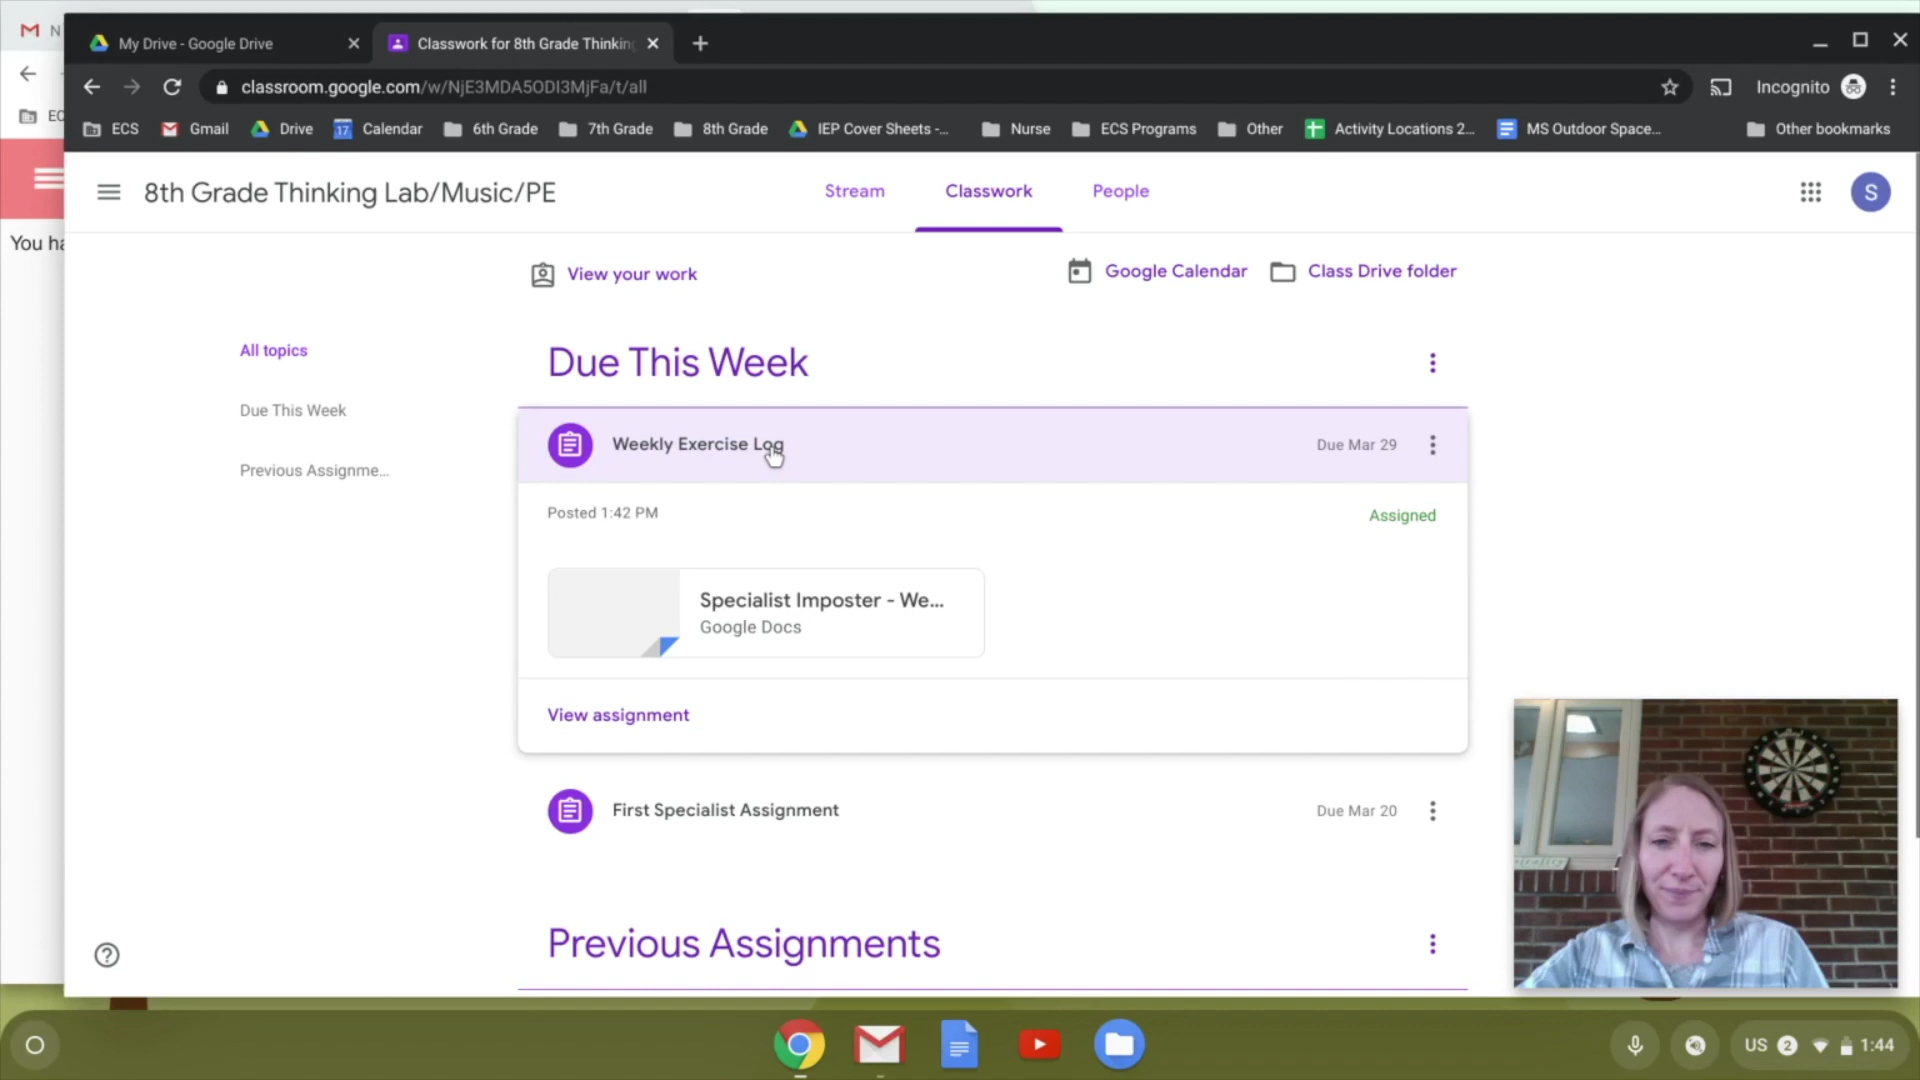 N
My Drive - Google Drive
Classwork for 8th Grade Thinkin
classroom.google.com/w/NjE3MDA5ODI3MjFa/t/all
Incognito
EC
ECS
Gmail
17
Drive
Calendar
6th Grade
7th Grade
8th Grade
IEP Cover Sheets -...
Nurse
ECS Programs
Other
Activity Locations 2...
MS Outdoor Space...
Other bookmarks
8th Grade Thinking Lab/Music/PE
Stream
Classwork
People
S
You ha
View your work
Google Calendar
Class Drive folder
All topics
Due This Week
Previous Assignme...
Due This Week
Weekly Exercise Log
Due Mar 29
Posted 1:42 PM
Assigned
Specialist Imposter - We...
Google Docs
View assignment
First Specialist Assignment
Due Mar 20
Previous Assignments
US
2
1:44